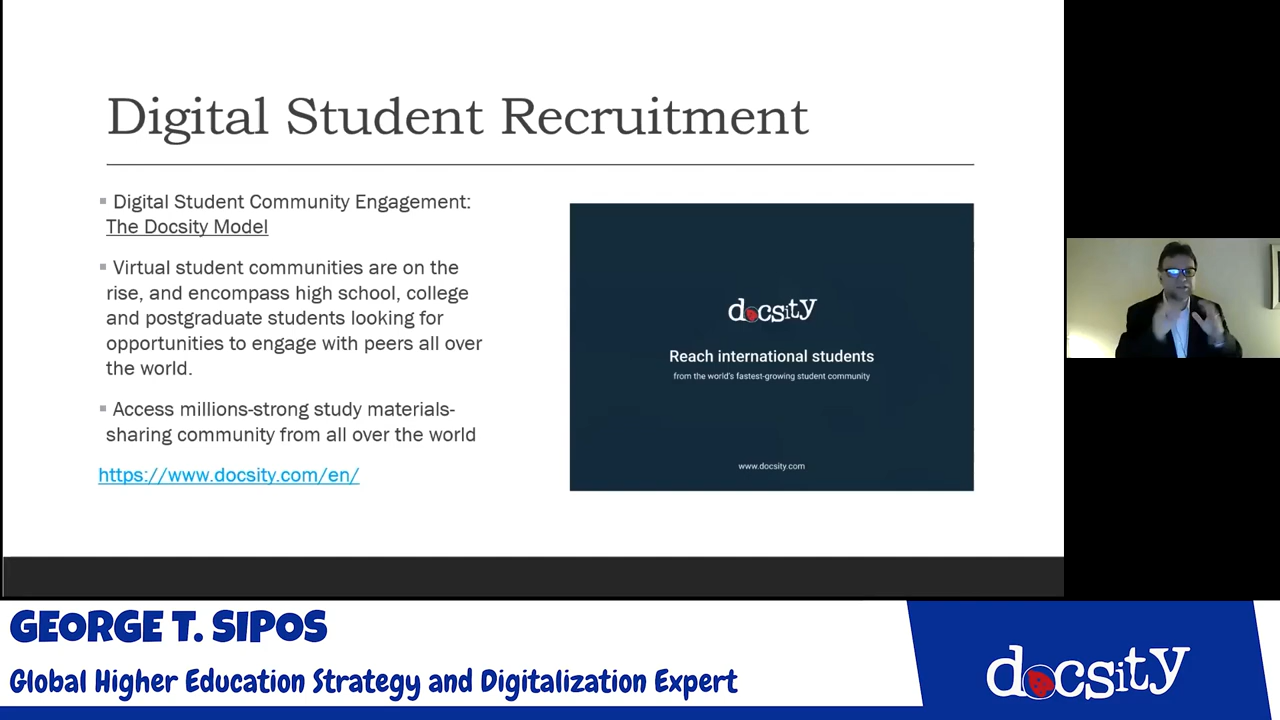 Digital Student Recruitment
Digital Student Community Engagement:
The Docsity Model
Virtual student communities are on the
rise, and encompass high school, college
and postgraduate students looking for
opportunities to engage with peers all over
the world.
Access millions-strong study materials-
sharing community from all over the world
https://www.docsity.com/en/
docsity
Reach international students
from the world's fastest-growing student community
www.docsity.com
GEORGE T. SIPOS
Global Higher Education Strategy and Digitalization Expert
docsity